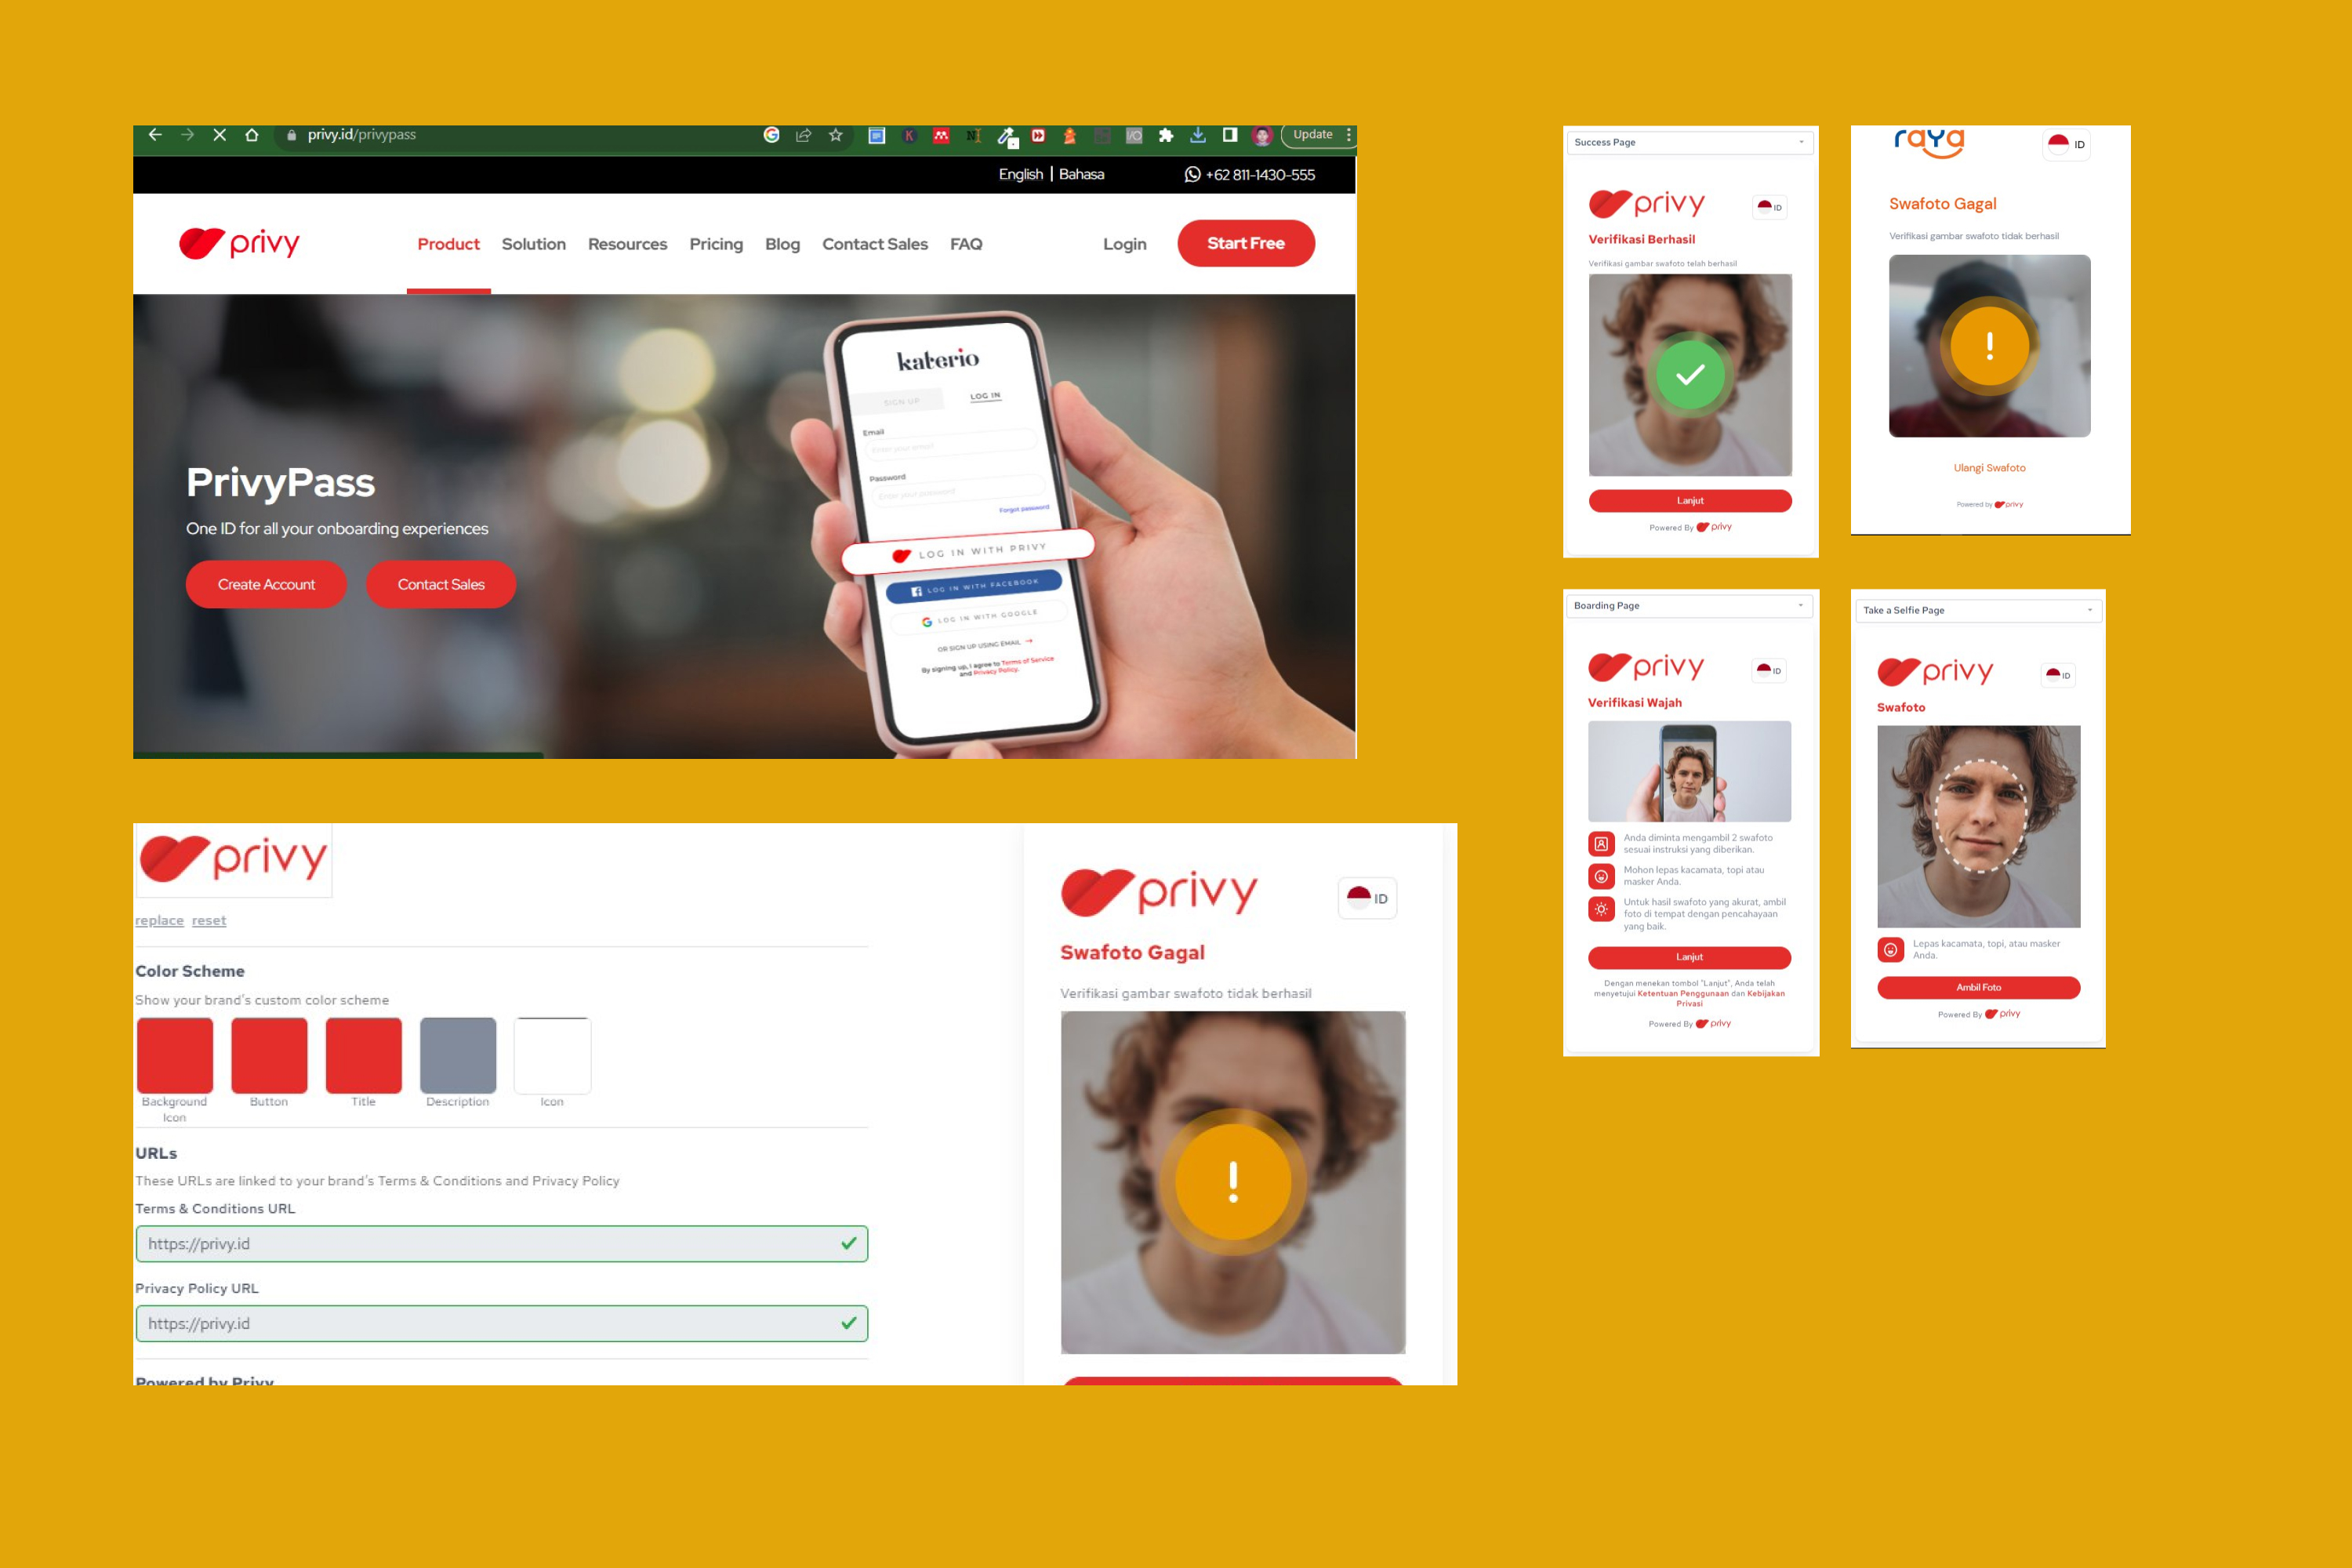 privy.id/privypass
Update
English | Bahasa
+62 811-1430-555
privy
Product
Solution
Resources
Pricing
Blog
Contact Sales
FAQ
Login
Start Free
PrivyPass
One ID for all your onboarding experiences
Create Account
Contact Sales
katerio
SIGN UP
LOG IN
Email
Enter your email?
Password
Enter your password
Forgot password
LOG IN WITH PRIVY
LOG IN WITH FACEBOOK
LOG IN WITH GOOGLE
OR SIGN UP USING EMAIL →
By signing up, I agree to Terms of Service
and Privacy Policy.
Success Page
privy
ID
Verifikasi Berhasil
Verifikasi gambar swafoto telah berhasil
Lanjut
Powered By privy
raya
ID
Swafoto Gagal
Verifikasi gambar swafoto tidak berhasil
Ulangi Swafoto
Powered by privy
Boarding Page
privy
ID
Verifikasi Wajah
Anda diminta mengambil 2 swafoto
sesuai instruksi yang diberikan.
Mohon lepas kacamata, topi atau
masker Anda.
Untuk hasil swafoto yang akurat, ambil
foto di tempat dengan pencahayaan
yang baik.
Lanjut
Dengan menekan tombol "Lanjut", Anda telah
menyetujui Ketentuan Penggunaan dan Kebijakan
Privasi
Powered By privy
Take a Selfie Page
privy
ID
Swafoto
Lepas kacamata, topi, atau masker
Anda.
Ambil Foto
Powered By privy
privy
replace reset
Color Scheme
Show your brand's custom color scheme
Background
Icon
Button
Title
Description
Icon
URLs
These URLs are linked to your brand's Terms & Conditions and Privacy Policy
Terms & Conditions URL
https://privy.id
Privacy Policy URL
https://privy.id
Powered by Privy
privy
ID
Swafoto Gagal
Verifikasi gambar swafoto tidak berhasil